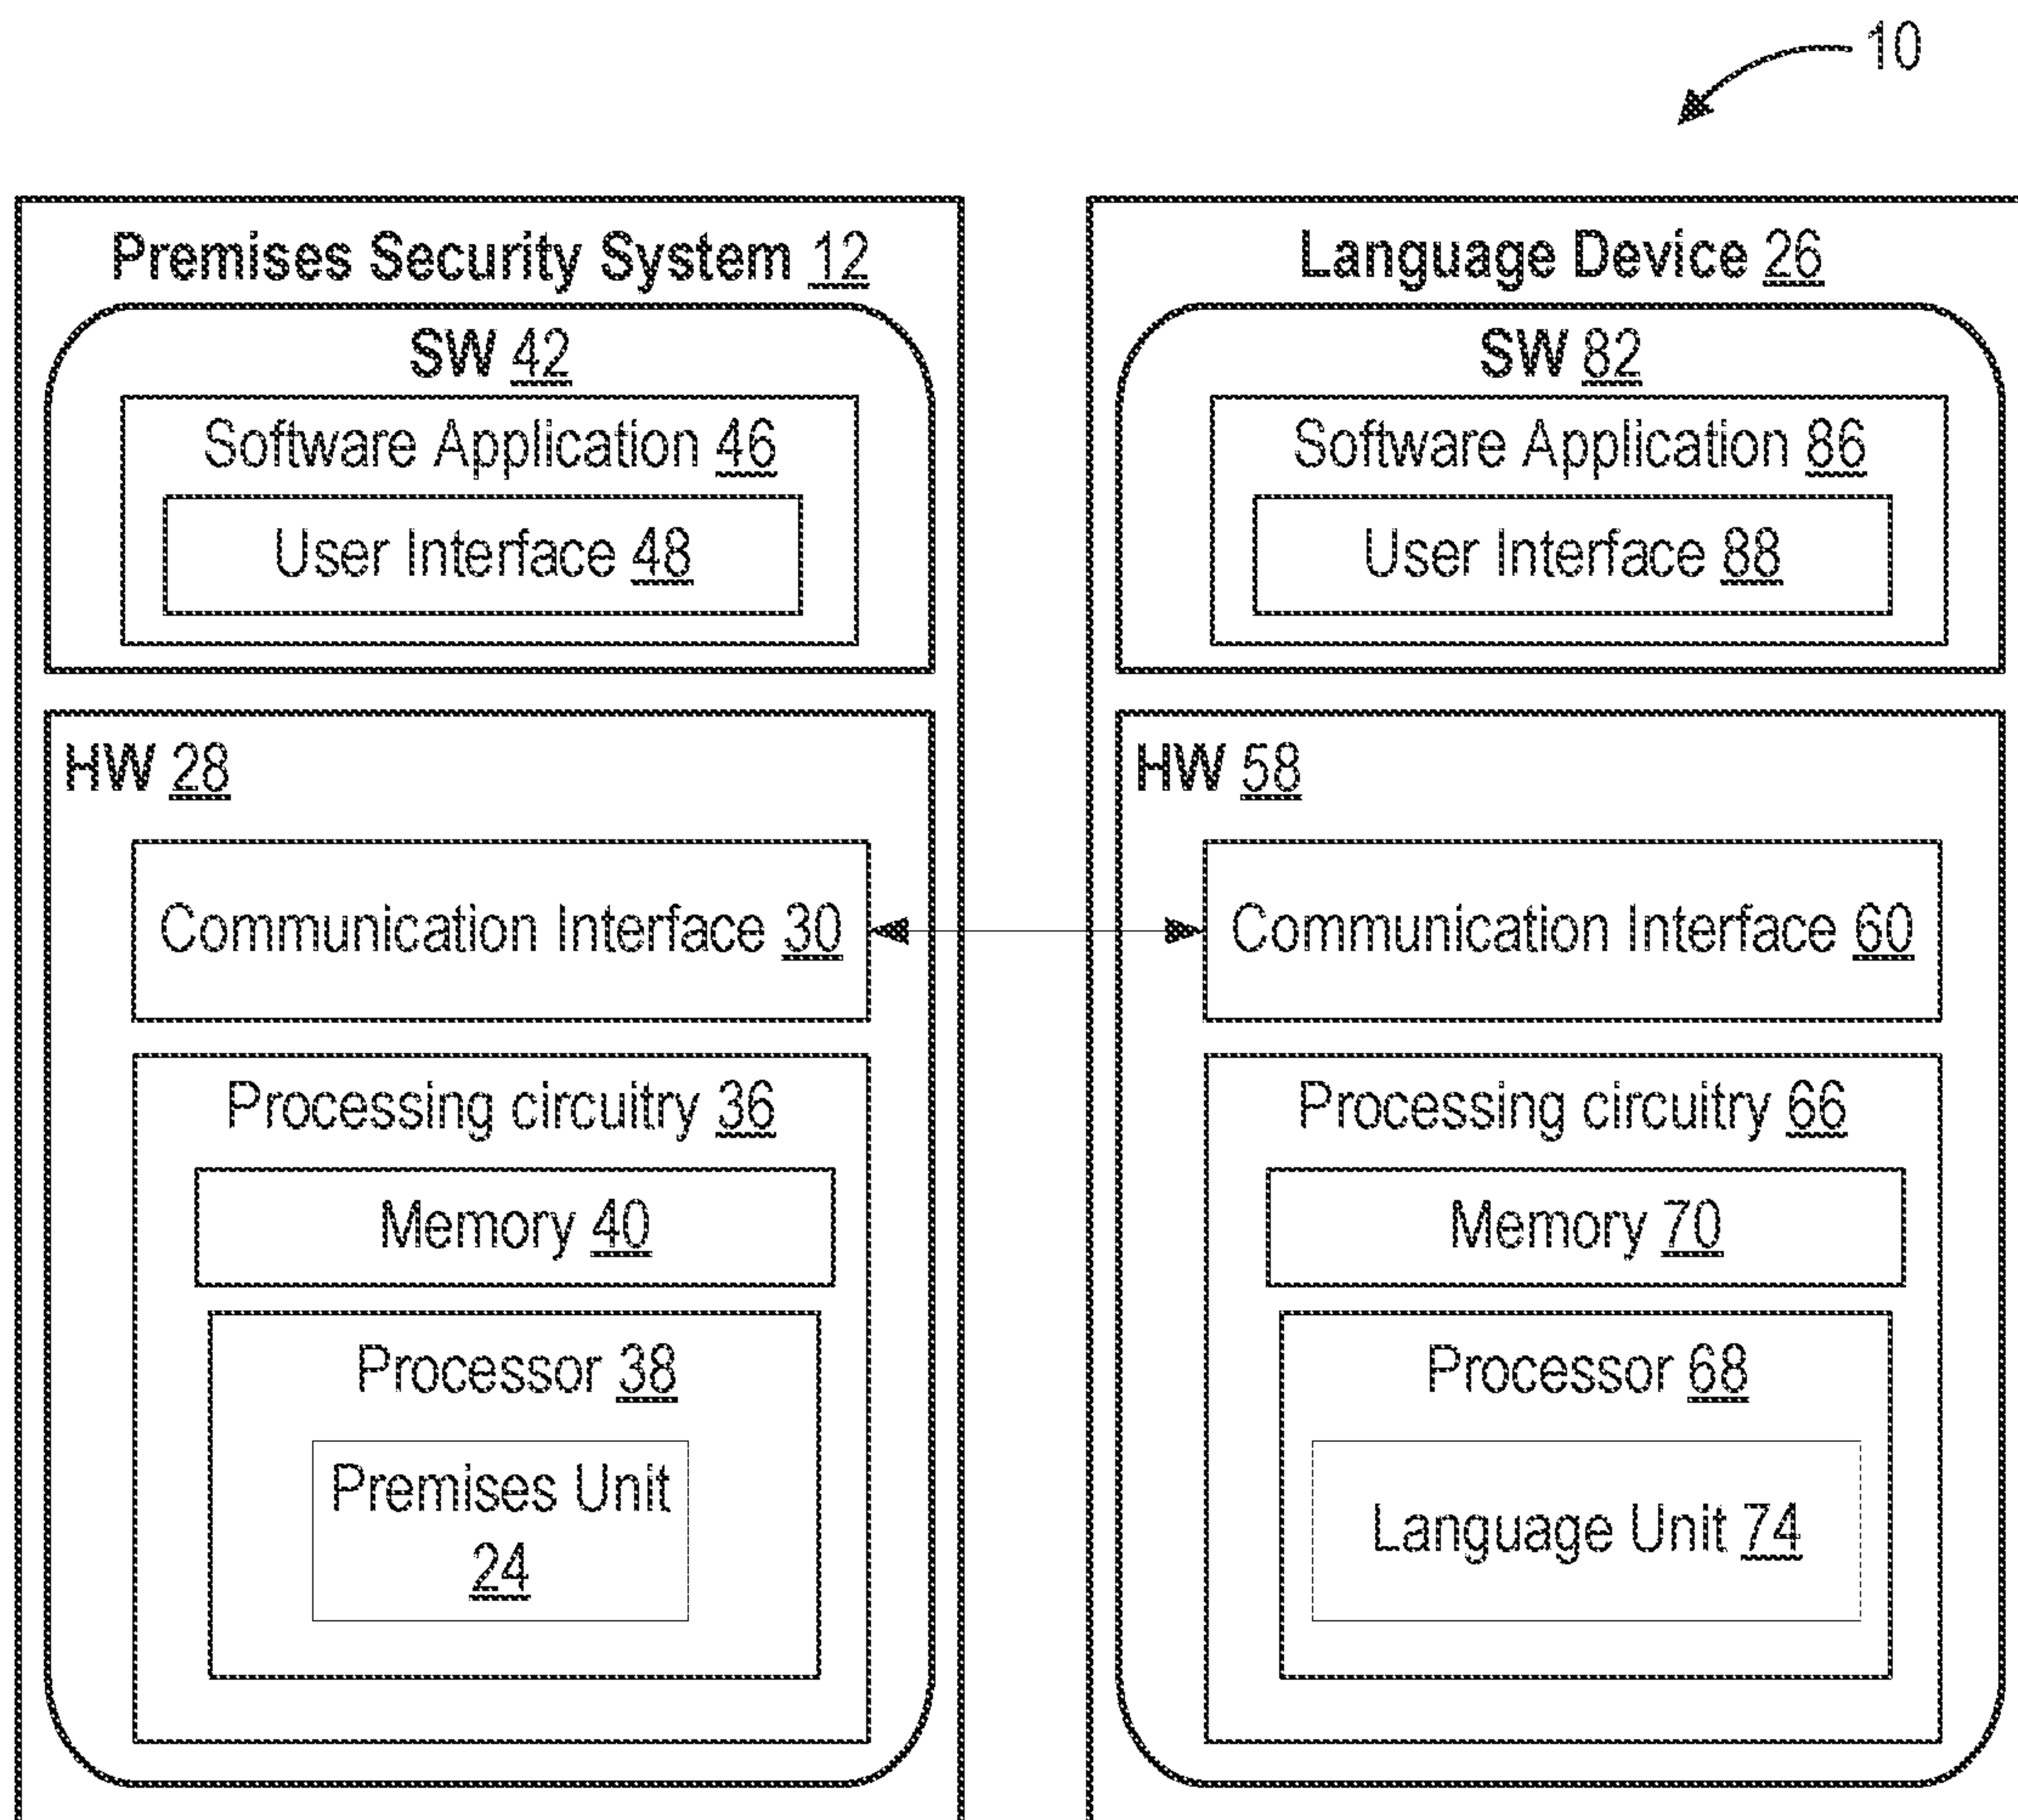 10
Premises Security System 12
SW 42
Software Application 46
User Interface 48
HW 28
Communication Interface 30
Processing circuitry 36
Memory 40
Processor 38
Premises Unit
24
Language Device 26
SW 82
Software Application 86
User Interface 88
HW 58
Communication Interface 60
Processing circuitry 66
Memory 70
Processor 68
Language Unit 74